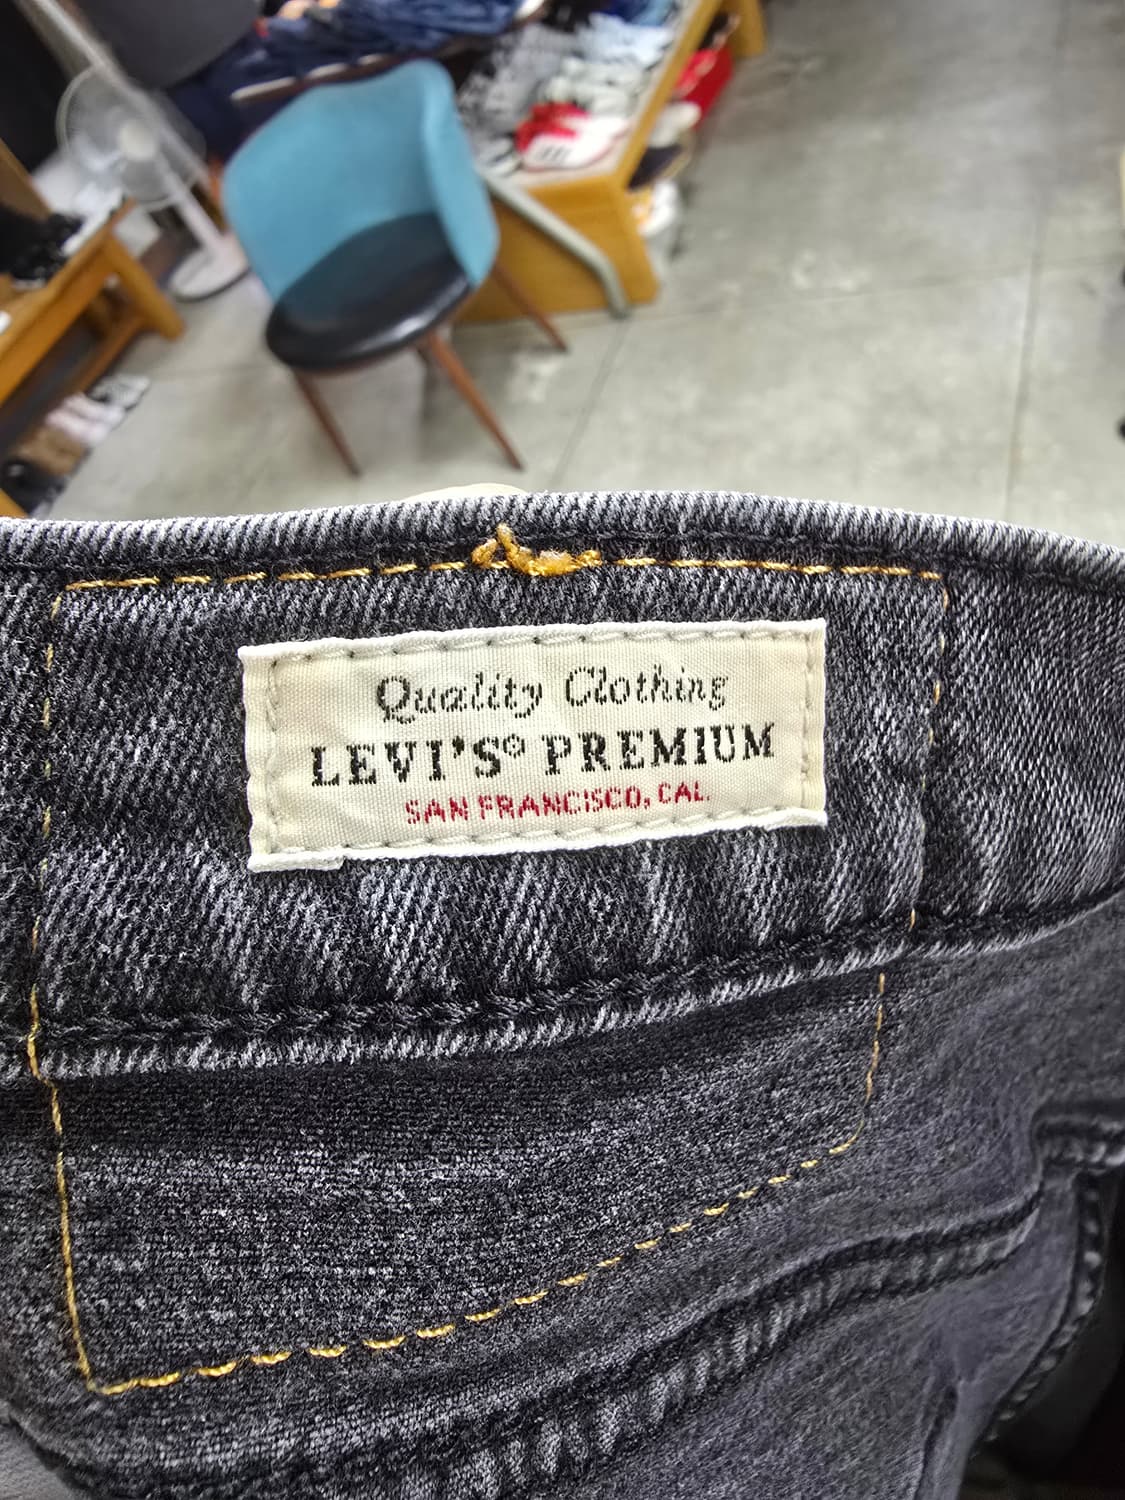 Quality Clothing
LEVI'S® PREMIUM
SAN FRANCISCO, CAL.